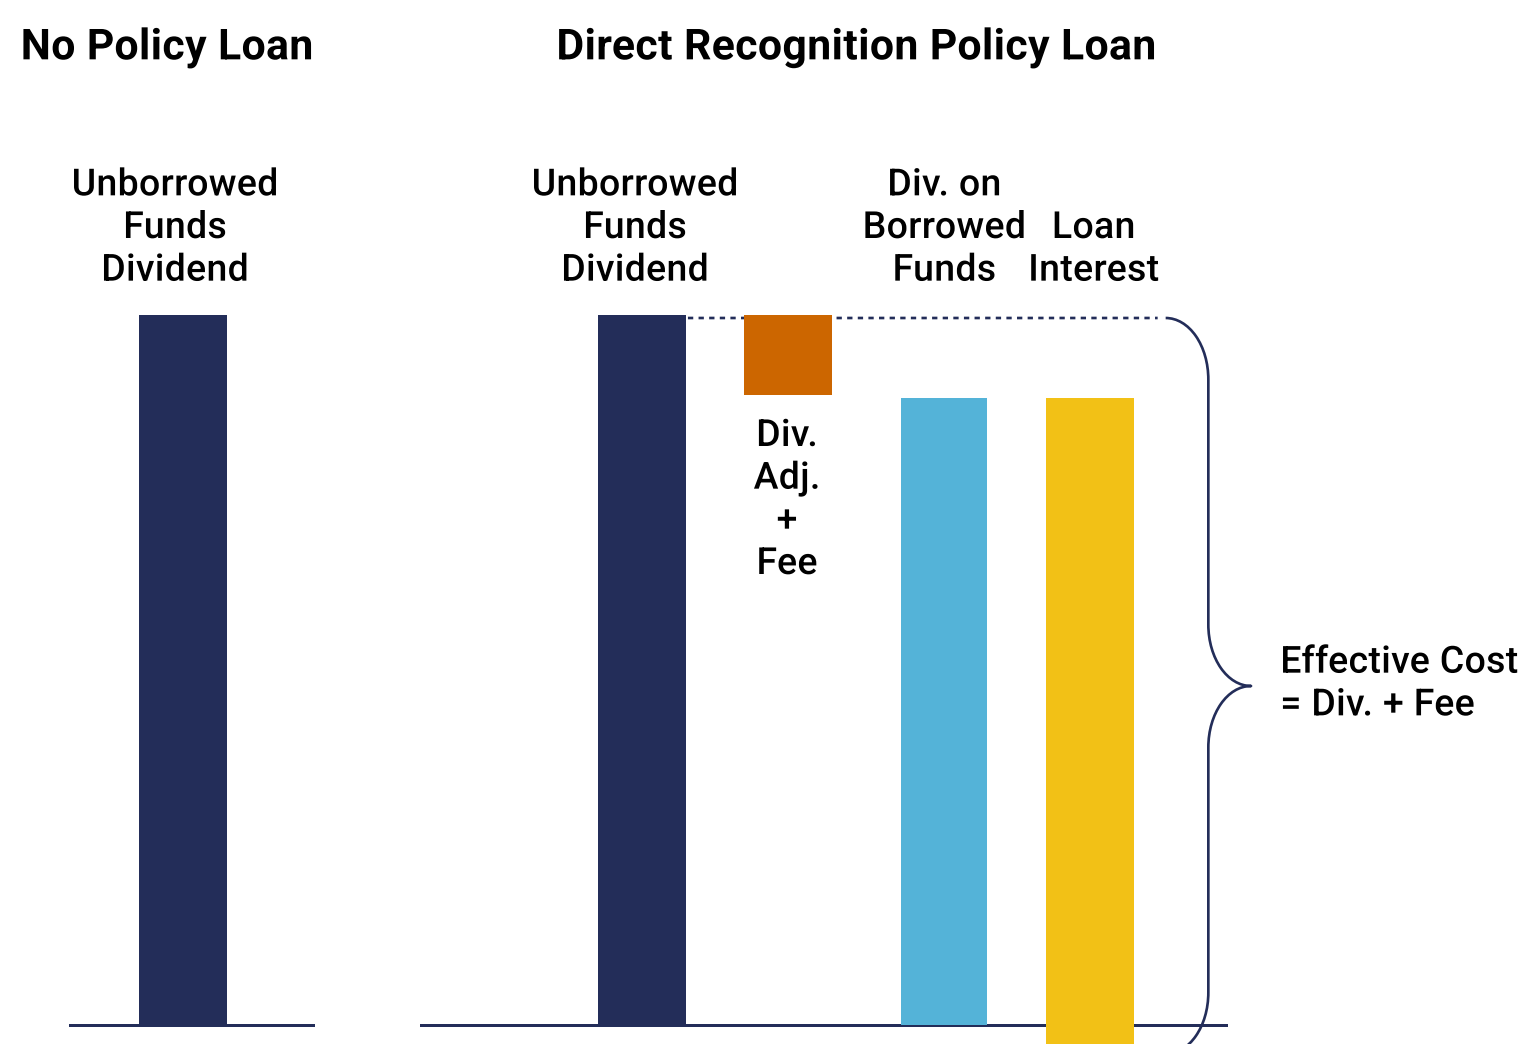 No Policy Loan
Direct Recognition Policy Loan
Unborrowed
Funds
Dividend
Unborrowed
Funds
Dividend
Div. on
Borrowed
Funds
Loan
Interest
Div.
Adj.
+
Fee
Effective Cost
= Div. + Fee